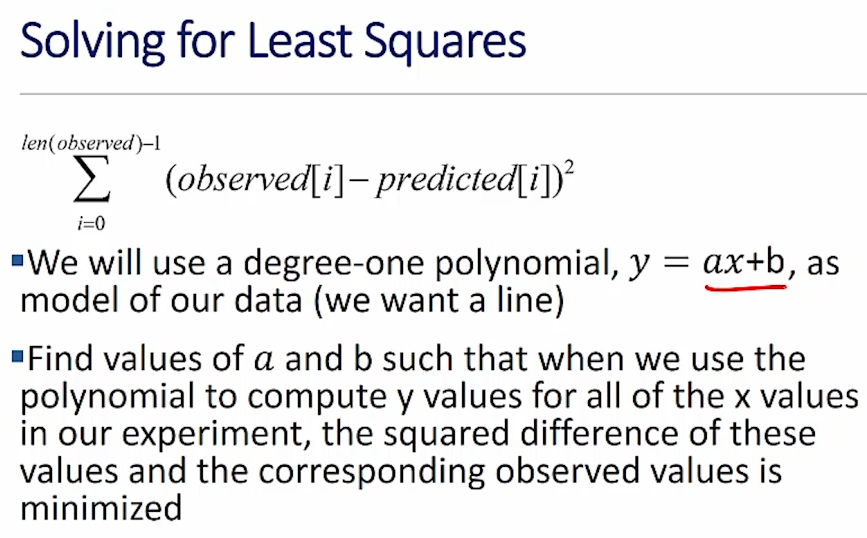 Solving for Least Squares
len(observed)–1
∑ (observed[i]– predicted[i])²
i=0
▪We will use a degree-one polynomial, y = ax+b, as
model of our data (we want a line)
▪Find values of a and b such that when we use the
polynomial to compute y values for all of the x values
in our experiment, the squared difference of these
values and the corresponding observed values is
minimized